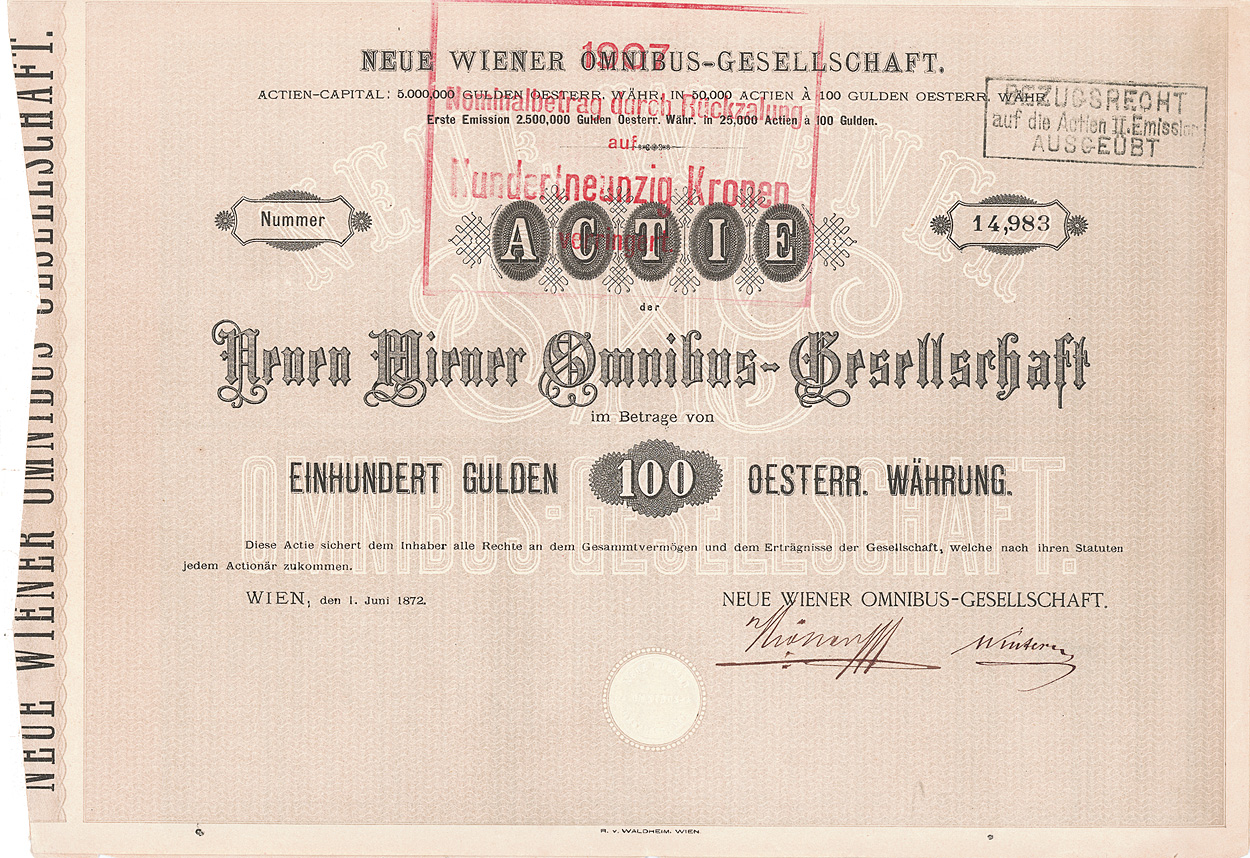 NEUE WIENER OMNIBUS-GESELLSCHAFT.
NEUE WIENER OMNIBUS-GESELLSCHAFT.
ACTIEN-CAPITAL: 5.000,000 GULDEN OESTERR. WÄHR. IN 50,000 ACTIEN À 100 GULDEN OESTERR. WÄHR.
Erste Emission 2.500,000 Gulden Oesterr. Währ. in 25,000 Actien à 100 Gulden.
1907
Nominalbetrag durch Rückzalung
auf
Hundertneunzig Kronen
verringert
BEZUGSRECHT
auf die Actien II. Emission
AUSGEÜBT
Nummer
14,983
ACTIE
der
Neuen Wiener Omnibus-Gesellschaft
im Betrage von
EINHUNDERT GULDEN 100 OESTERR. WÄHRUNG.
NEUE WIENER
OMNIBUS-GESELLSCHAFT.
Diese Actie sichert dem Inhaber alle Rechte an dem Gesammtvermögen und dem Erträgnisse der Gesellschaft, welche nach ihren Statuten
jedem Actionär zukommen.
WIEN, den 1. Juni 1872.
NEUE WIENER OMNIBUS-GESELLSCHAFT.
R. v. WALDHEIM, WIEN